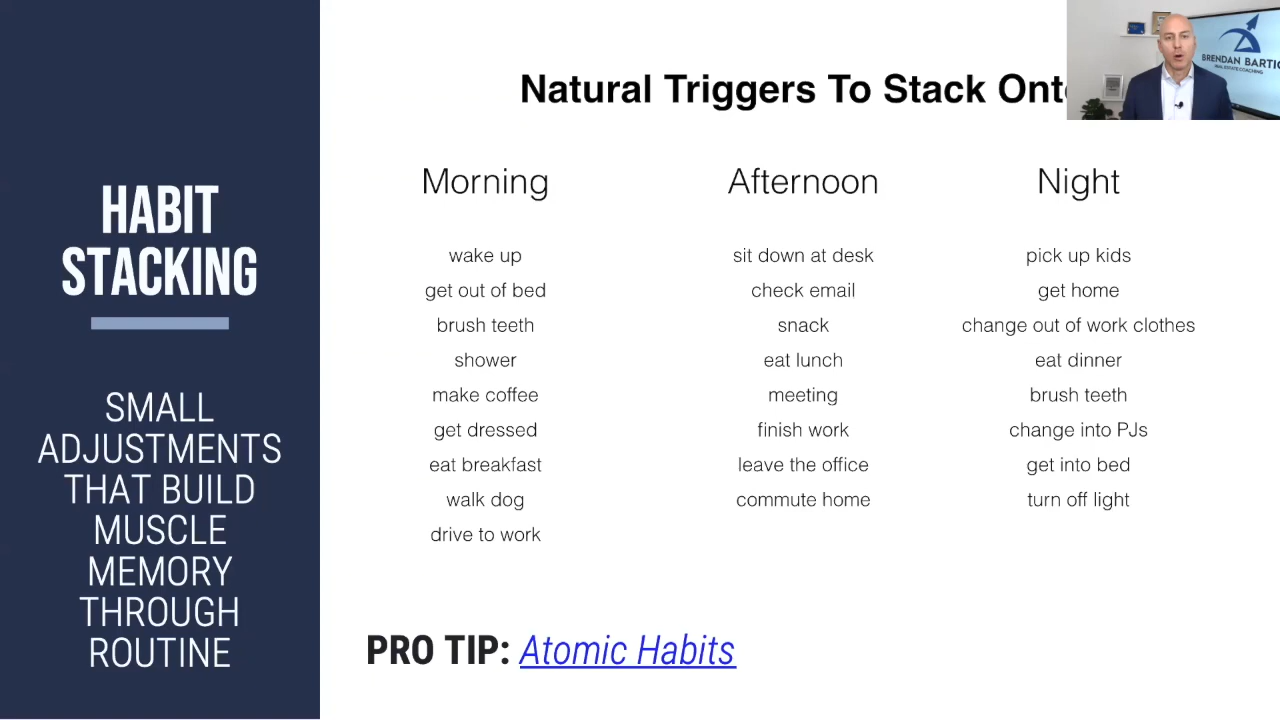 HABIT
STACKING
SMALL
ADJUSTMENTS
THAT BUILD
MUSCLE
MEMORY
THROUGH
ROUTINE
Natural Triggers To Stack Onto
BRENDAN BARTIC
REAL ESTATE COACHING
Morning
wake up
get out of bed
brush teeth
shower
make coffee
get dressed
eat breakfast
walk dog
drive to work
Afternoon
sit down at desk
check email
snack
eat lunch
meeting
finish work
leave the office
commute home
Night
pick up kids
get home
change out of work clothes
eat dinner
brush teeth
change into PJs
get into bed
turn off light
PRO TIP: Atomic Habits